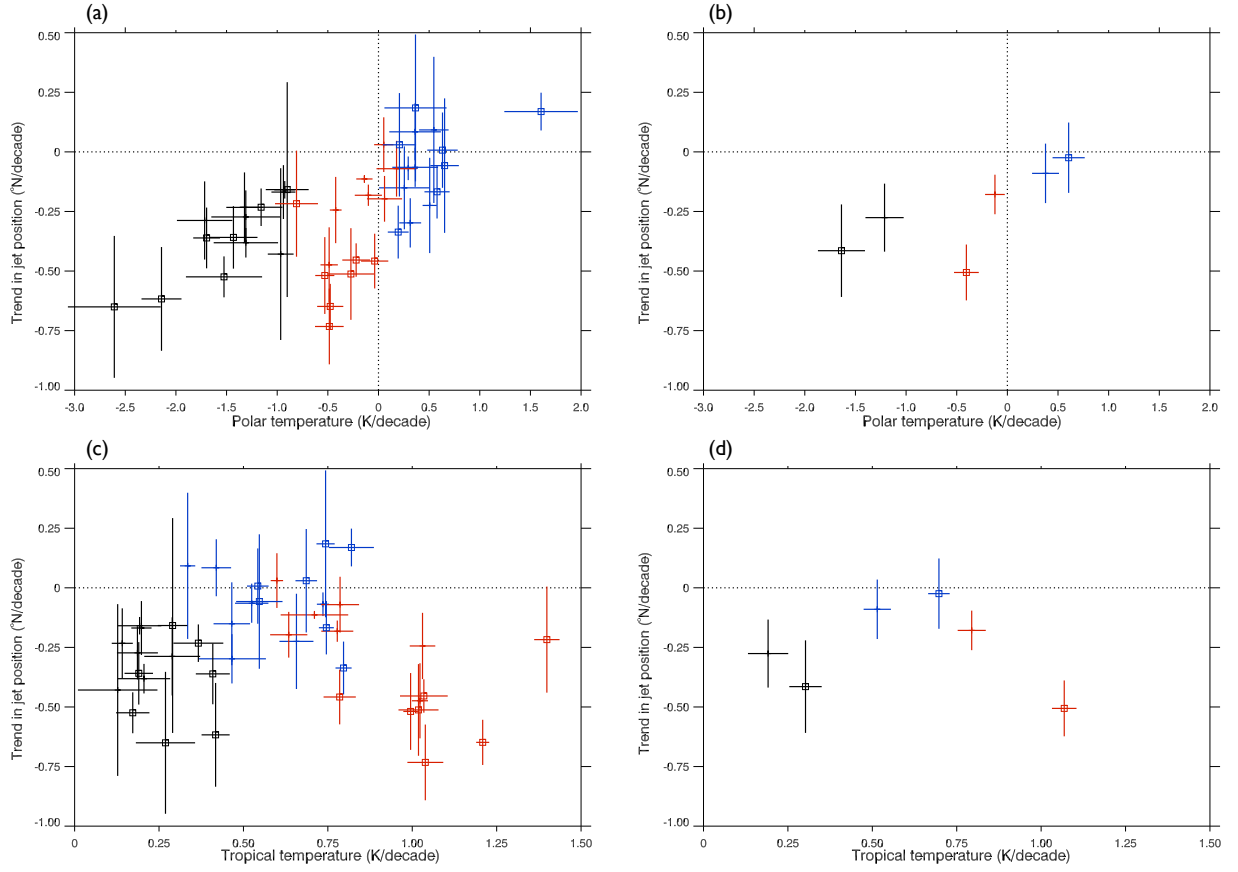 (a)
(b)
0.50
0.25
0
-0.25
-0.50
-0.75
-1.00
Trend in jet position (°N/decade)
-3.0 -2.5 -2.0 -1.5 -1.0 -0.5 0 0.5 1.0 1.5 2.0
Polar temperature (K/decade)
0.50
0.25
0
-0.25
-0.50
-0.75
-1.00
Trend in jet position (°N/decade)
-3.0 -2.5 -2.0 -1.5 -1.0 -0.5 0 0.5 1.0 1.5 2.0
Polar temperature (K/decade)
(c)
(d)
0.50
0.25
0
-0.25
-0.50
-0.75
-1.00
Trend in jet position (°N/decade)
0 0.25 0.50 0.75 1.00 1.25 1.50
Tropical temperature (K/decade)
0.50
0.25
0
-0.25
-0.50
-0.75
-1.00
Trend in jet position (°N/decade)
0 0.25 0.50 0.75 1.00 1.25 1.50
Tropical temperature (K/decade)